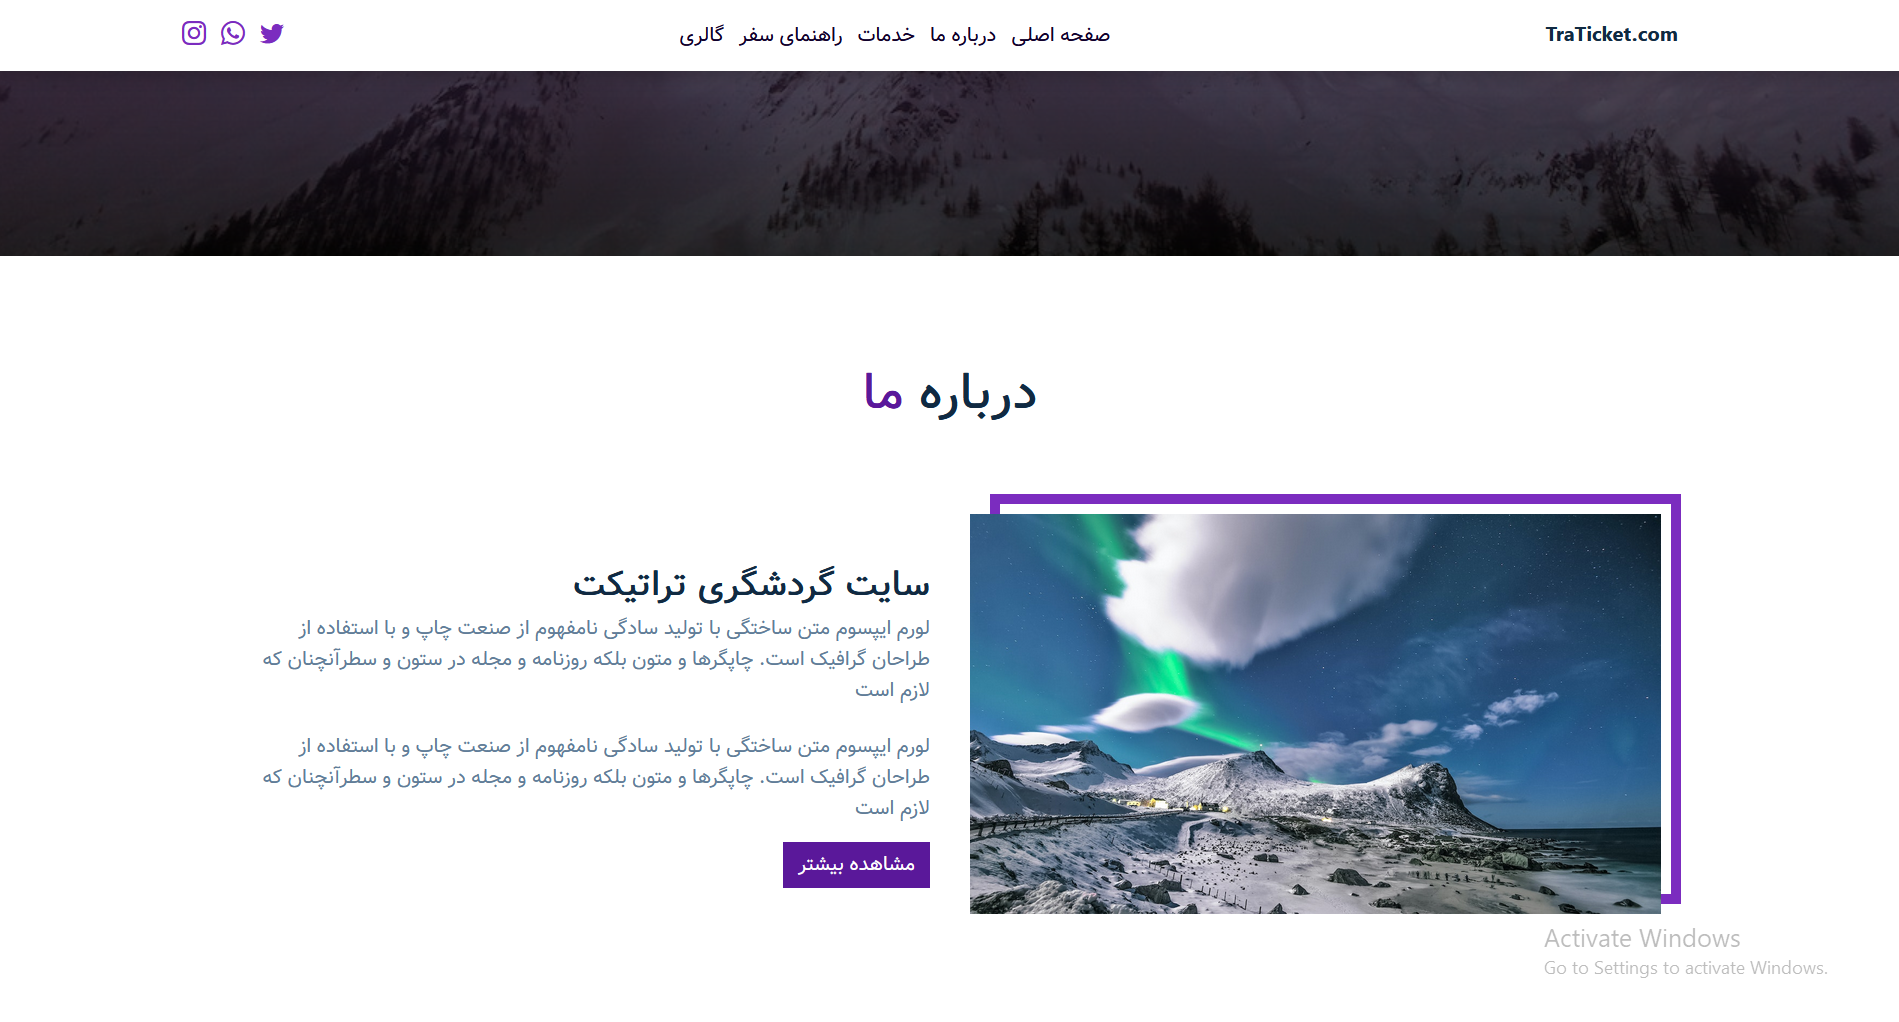 TraTicket.com
صفحه اصلی درباره ما خدمات راهنمای سفر گالری
درباره ما
سایت گردشگری تراتیکت
لورم ایپسوم متن ساختگی با تولید سادگی نامفهوم از صنعت چاپ و با استفاده از
طراحان گرافیک است. چاپگرها و متون بلکه روزنامه و مجله در ستون و سطرآنچنان که
لازم است
لورم ایپسوم متن ساختگی با تولید سادگی نامفهوم از صنعت چاپ و با استفاده از
طراحان گرافیک است. چاپگرها و متون بلکه روزنامه و مجله در ستون و سطرآنچنان که
لازم است
مشاهده بیشتر
Activate Windows
Go to Settings to activate Windows.